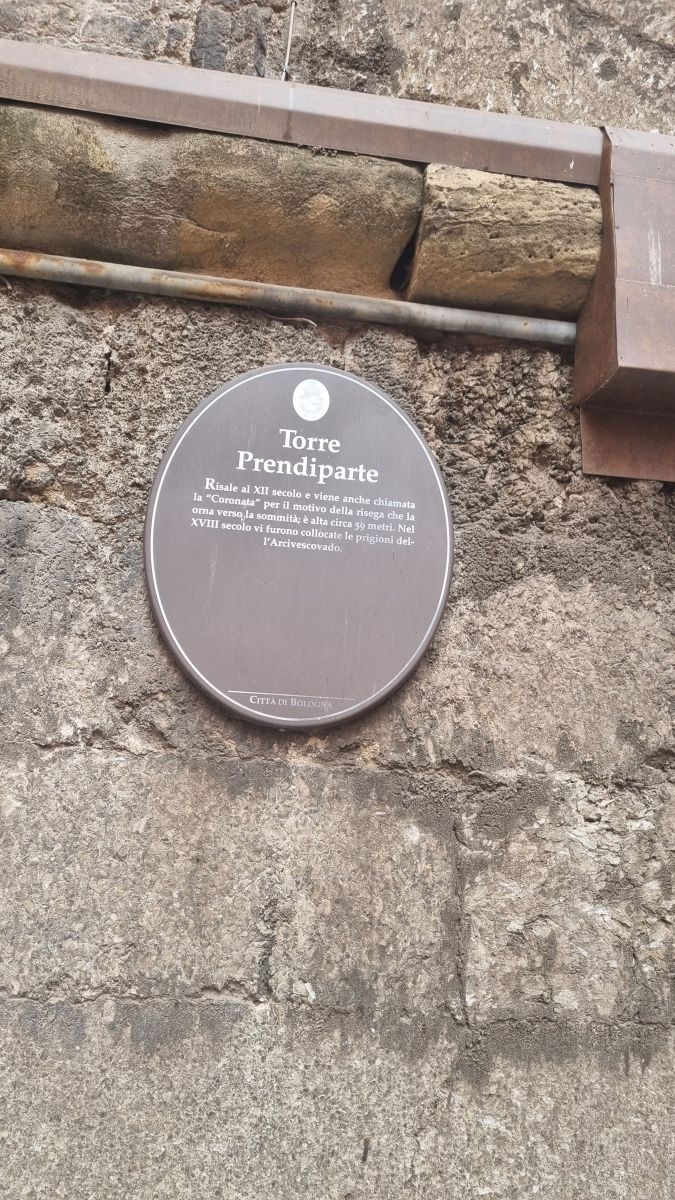 Torre
Prendiparte
Risale al XII secolo e viene anche chiamata
la "Coronata" per il motivo della risega che la
orna verso la sommità; è alta circa 59 metri. Nel
XVIII secolo vi furono collocate le prigioni del-
l'Arcivescovado.
CITTÀ DI BOLOGNA